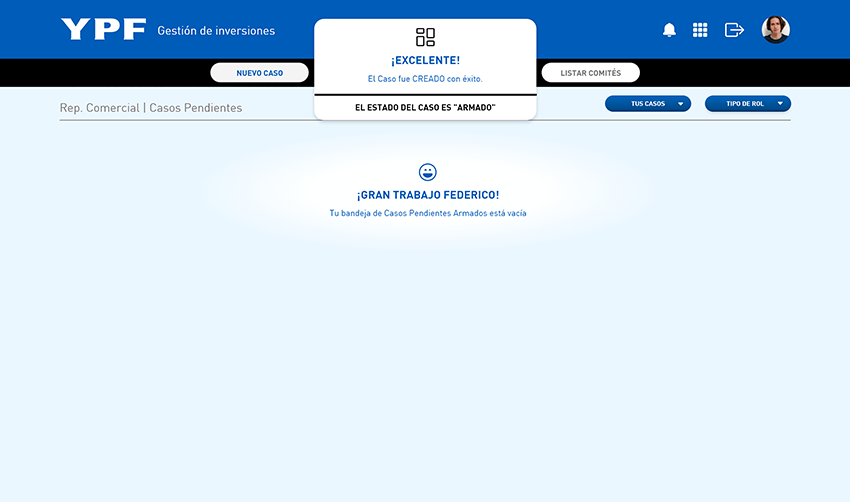 YPF Gestión de inversiones
¡EXCELENTE!
El Caso fue CREADO con éxito.
NUEVO CASO
LISTAR COMITÉS
EL ESTADO DEL CASO ES "ARMADO"
Rep. Comercial | Casos Pendientes
TUS CASOS
TIPO DE ROL
¡GRAN TRABAJO FEDERICO!
Tu bandeja de Casos Pendientes Armados está vacía